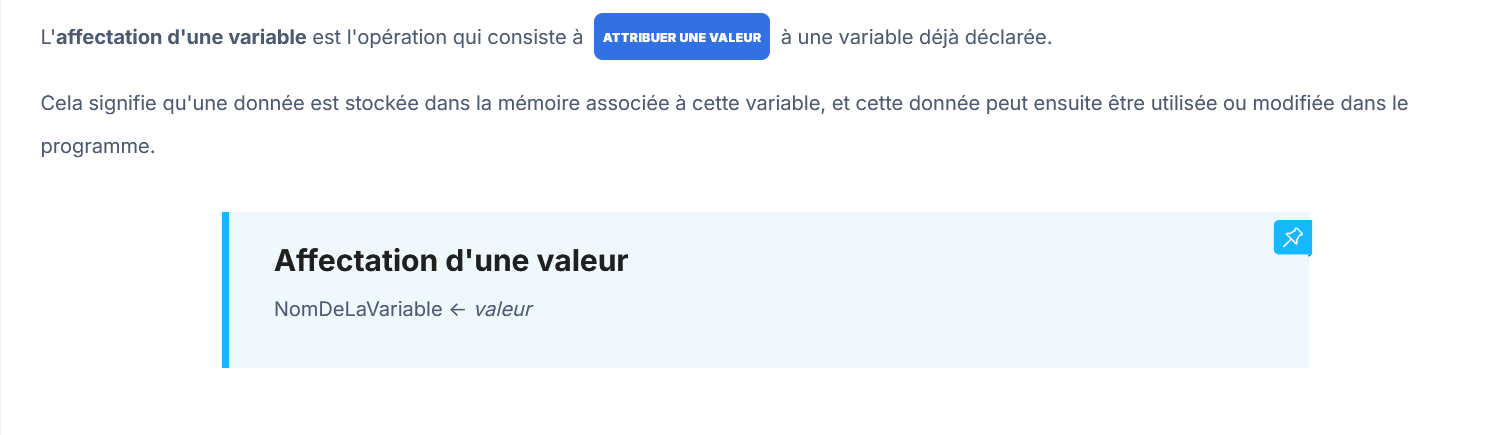 L'affectation d'une variable est l'opération qui consiste à ATTRIBUER UNE VALEUR à une variable déjà déclarée.
Cela signifie qu'une donnée est stockée dans la mémoire associée à cette variable, et cette donnée peut ensuite être utilisée ou modifiée dans le
programme.
Affectation d'une valeur
NomDeLaVariable ← valeur